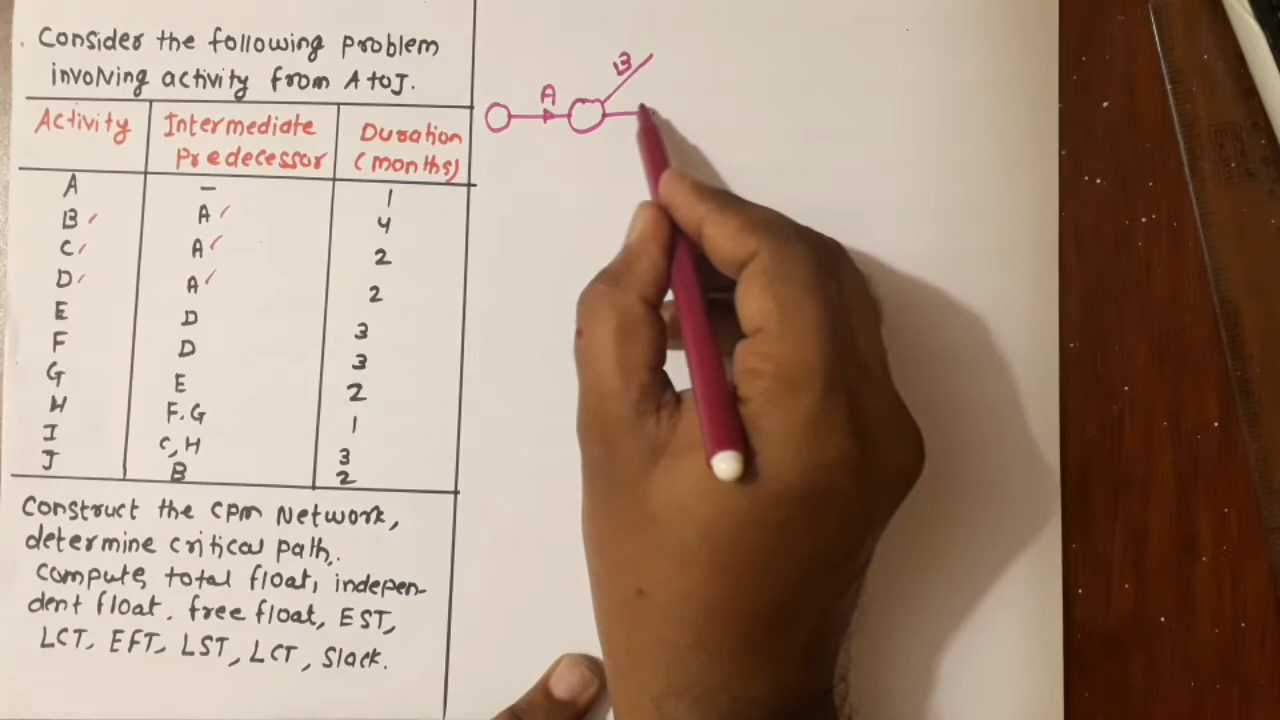 Consider the following problem
involving activity from A to J.
Activity Intermediate Predecessor Duration (months)
A - 1
B A 4
C A 2
D A 2
E D 3
F D 3
G E 2
H F,G 1
I C,H 3
J B 2
Construct the CPM Network,
determine critical path.
compute total float, indepen-
dent float. free float, EST,
LCT, EFT, LST, LCT, Slack.
A B